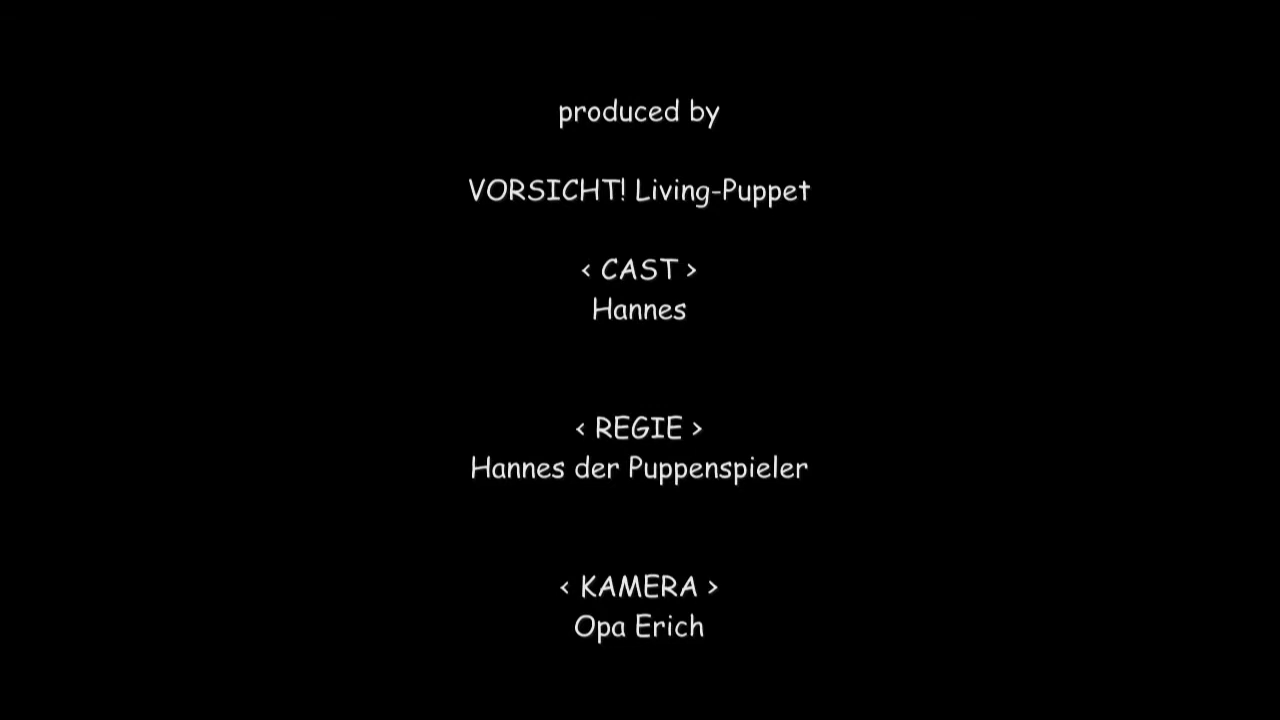 produced by
VORSICHT! Living-Puppet
< CAST >
Hannes
< REGIE >
Hannes der Puppenspieler
< KAMERA >
Opa Erich